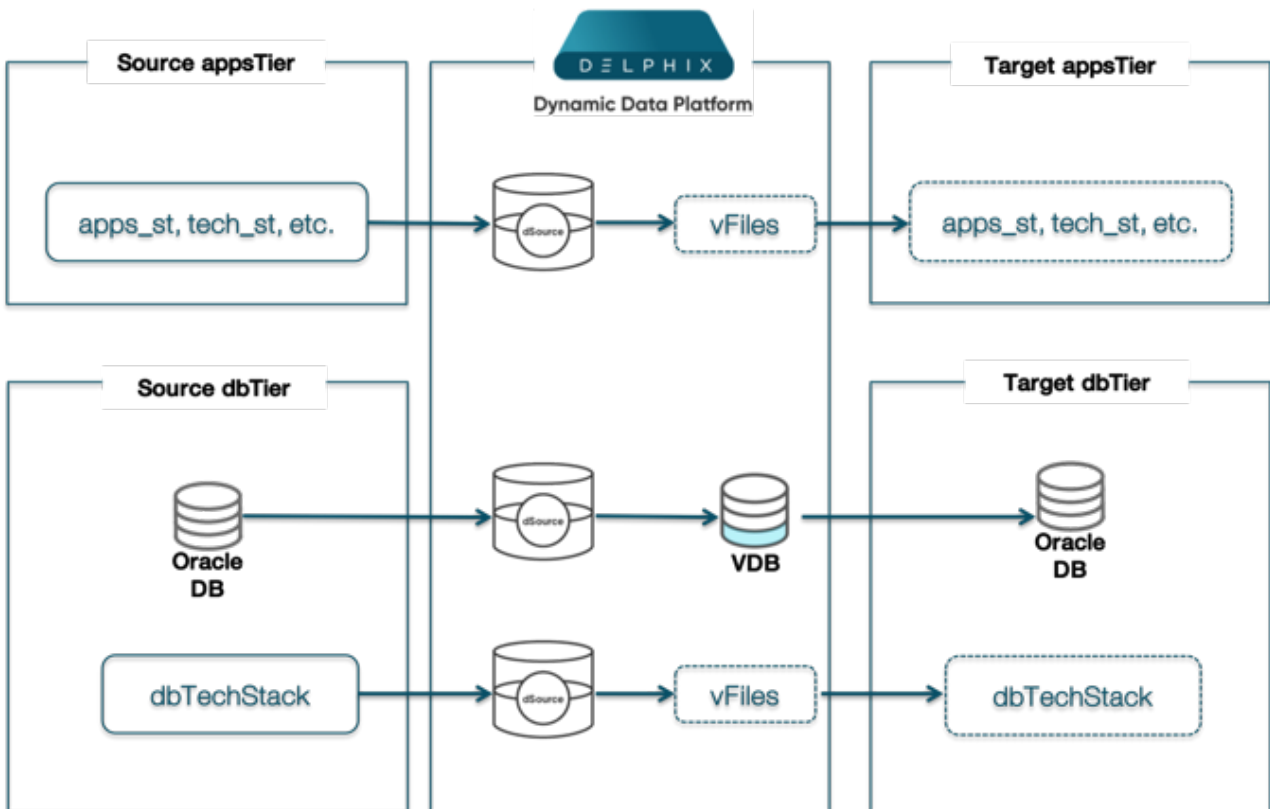 Source appsTier
DELPHIX
Dynamic Data Platform
Target appsTier
apps_st, tech_st, etc.
dSource
vFiles
apps_st, tech_st, etc.
Source dbTier
Target dbTier
Oracle
DB
dSource
VDB
Oracle
DB
dbTechStack
dSource
vFiles
dbTechStack